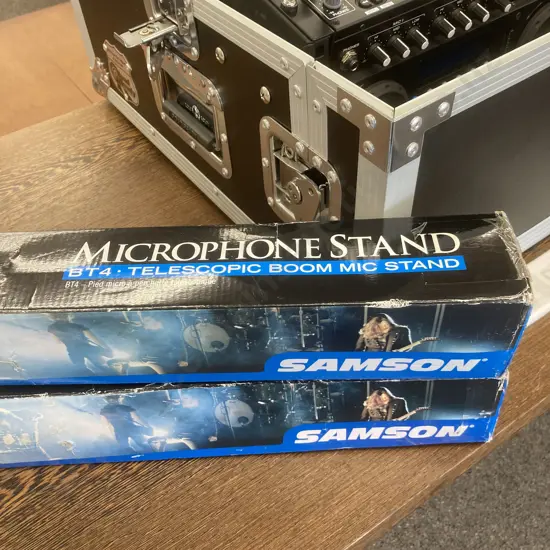 MICROPHONE STAND
BT4 · TELESCOPIC BOOM MIC STAND
SAMSON
SAMSON